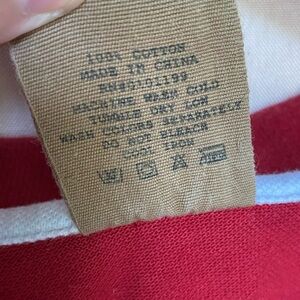 100% COTTON
MADE IN CHINA
MACHINE WASH COLD
TUMBLE DRY LOW
WASH COLORS SEPARATELY
DO NOT BLEACH
COOL IRON